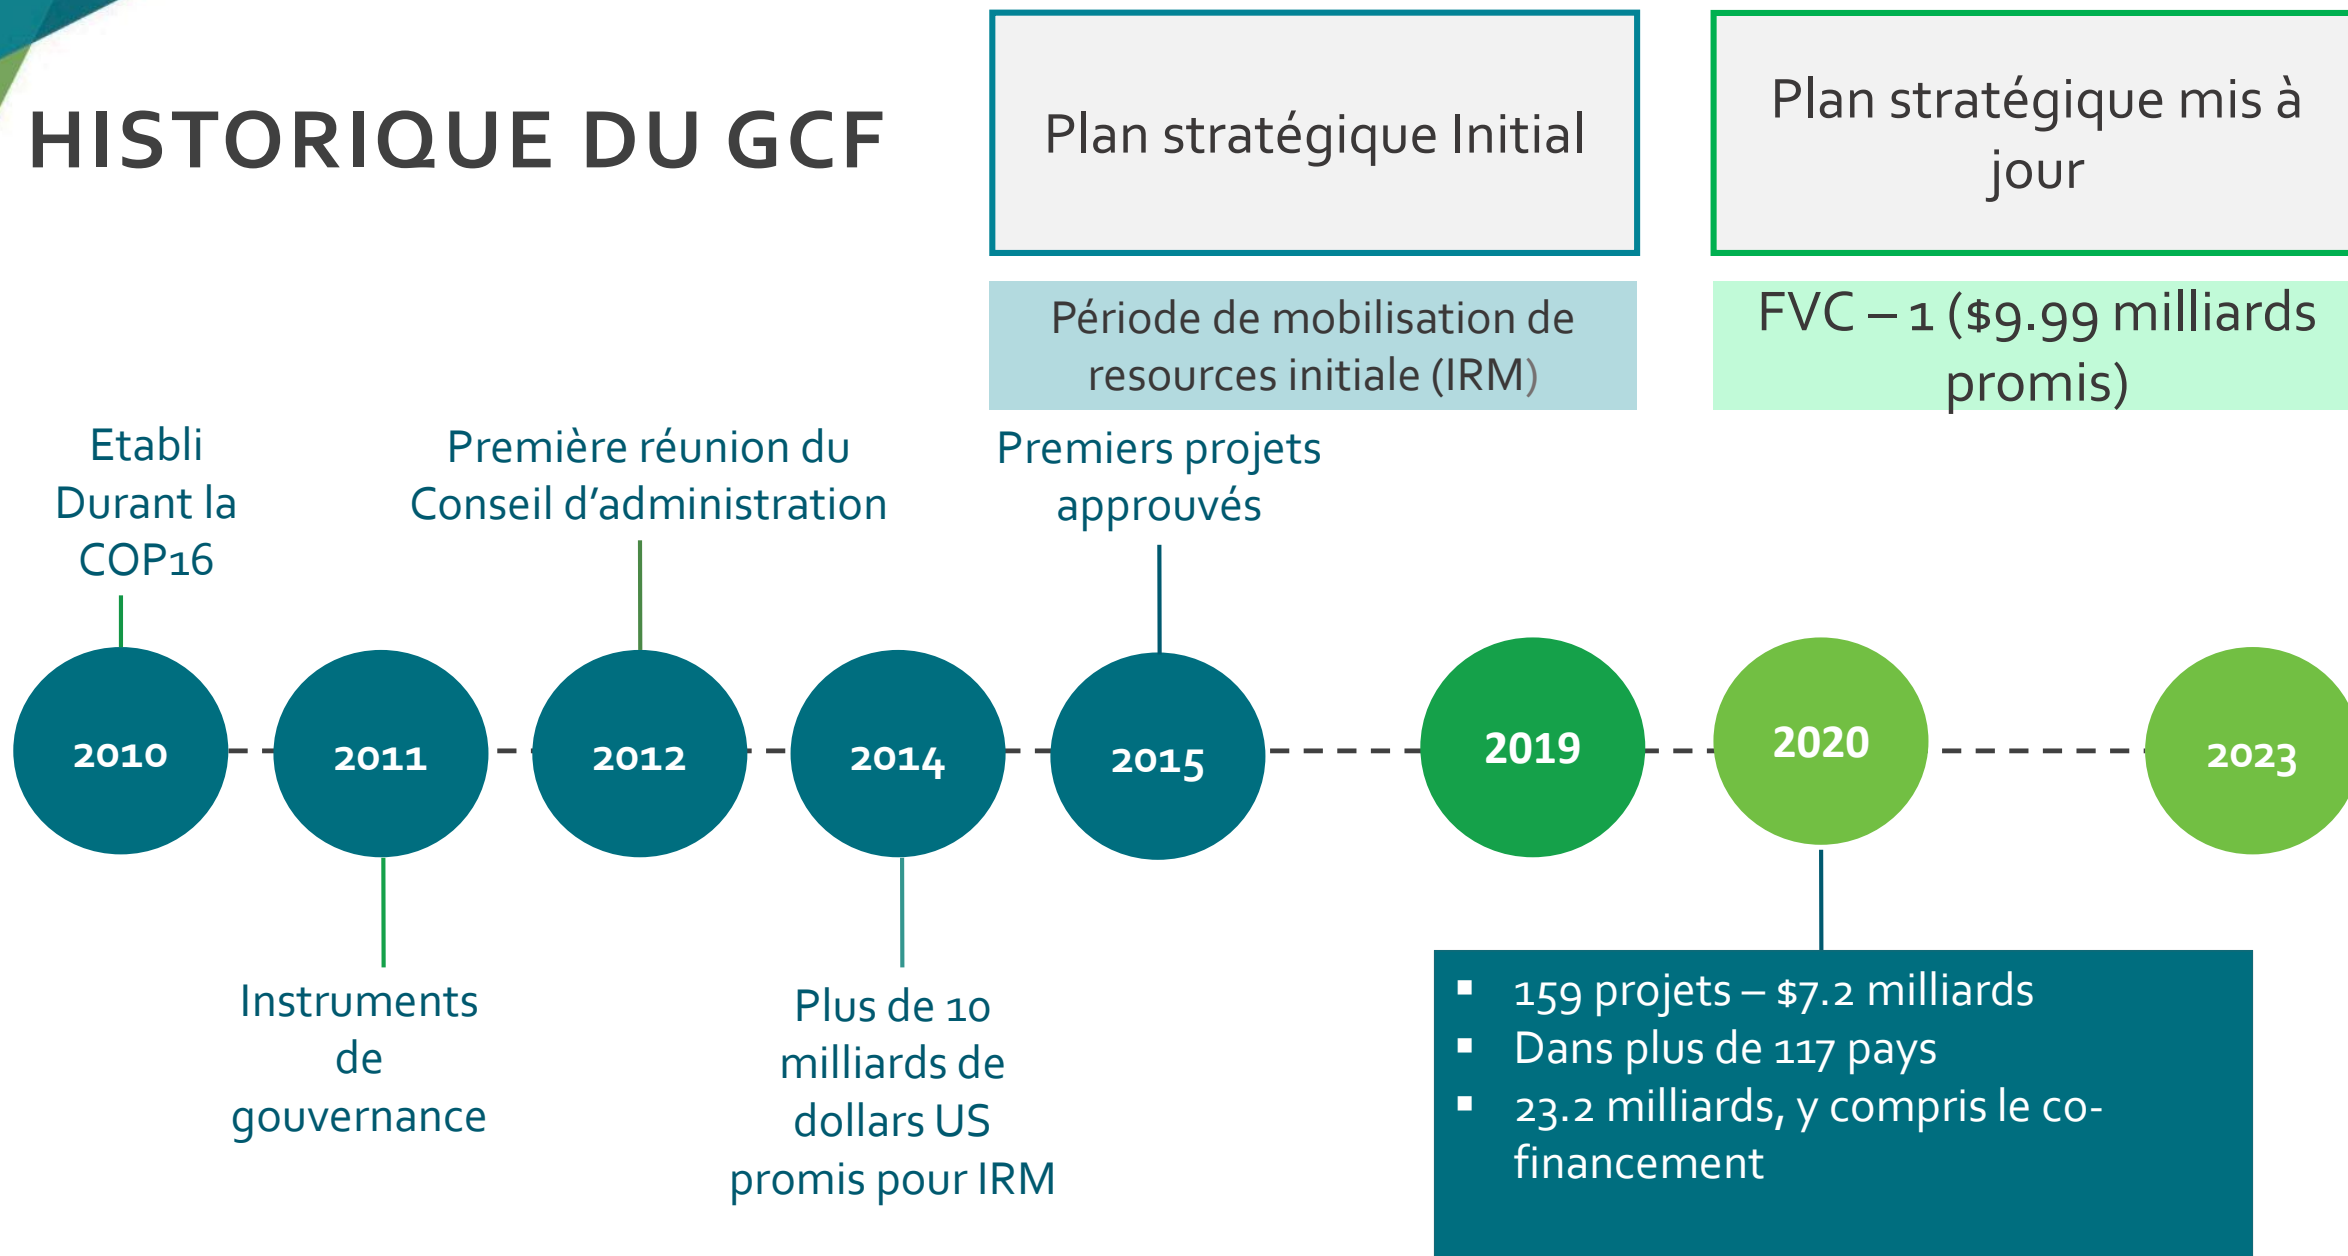 HISTORIQUE DU GCF
Plan stratégique Initial
Plan stratégique mis à
jour
Période de mobilisation de
resources initiale (IRM)
FVC – 1 ($9.99 milliards
promis)
Etabli
Durant la
COP16
Première réunion du
Conseil d’administration
Premiers projets
approuvés
2010
2011
2012
2014
2015
2019
2020
2023
Instruments
de
gouvernance
Plus de 10
milliards de
dollars US
promis pour IRM
▪ 159 projets – $7.2 milliards
▪ Dans plus de 117 pays
▪ 23.2 milliards, y compris le co-
financement